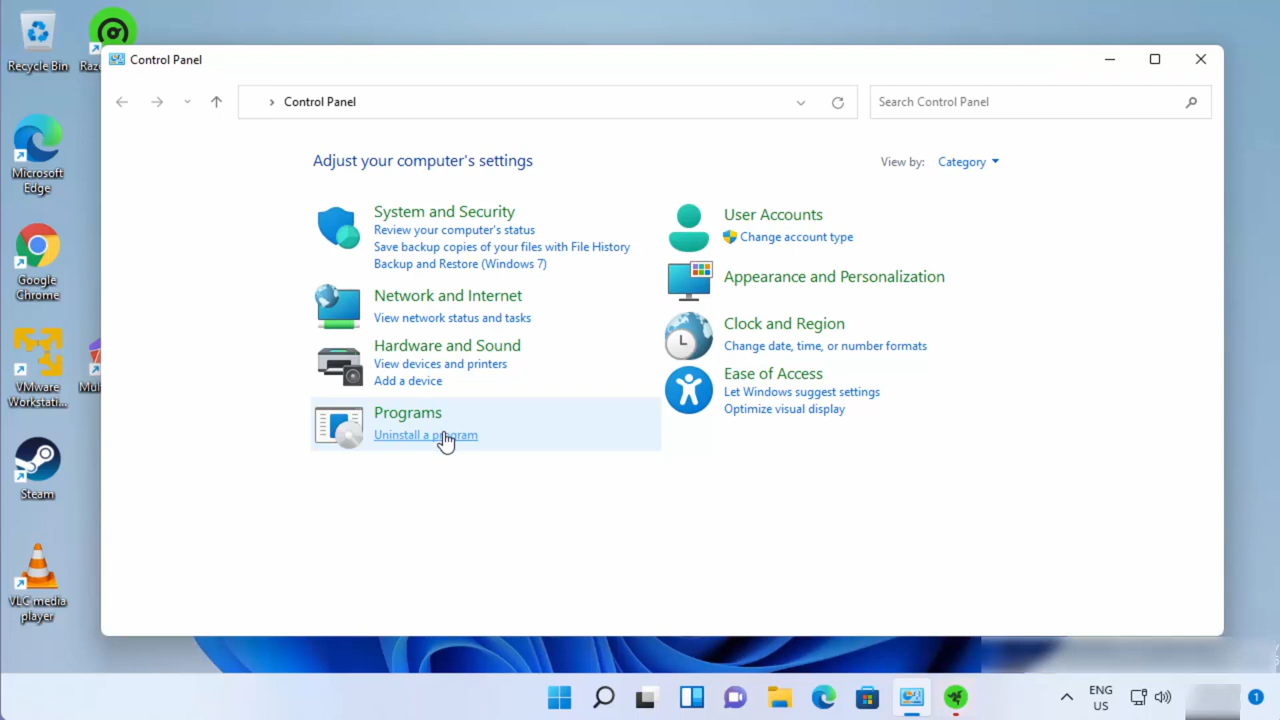 Recycle Bin
Raze
Microsoft
Edge
Google
Chrome
VMware
Workstati...
Mul
Steam
VLC media
player
Control Panel
Control Panel
Search Control Panel
Adjust your computer's settings
View by: Category
System and Security
Review your computer's status
Save backup copies of your files with File History
Backup and Restore (Windows 7)
Network and Internet
View network status and tasks
Hardware and Sound
View devices and printers
Add a device
Programs
Uninstall a program
User Accounts
Change account type
Appearance and Personalization
Clock and Region
Change date, time, or number formats
Ease of Access
Let Windows suggest settings
Optimize visual display
ENG
US
1